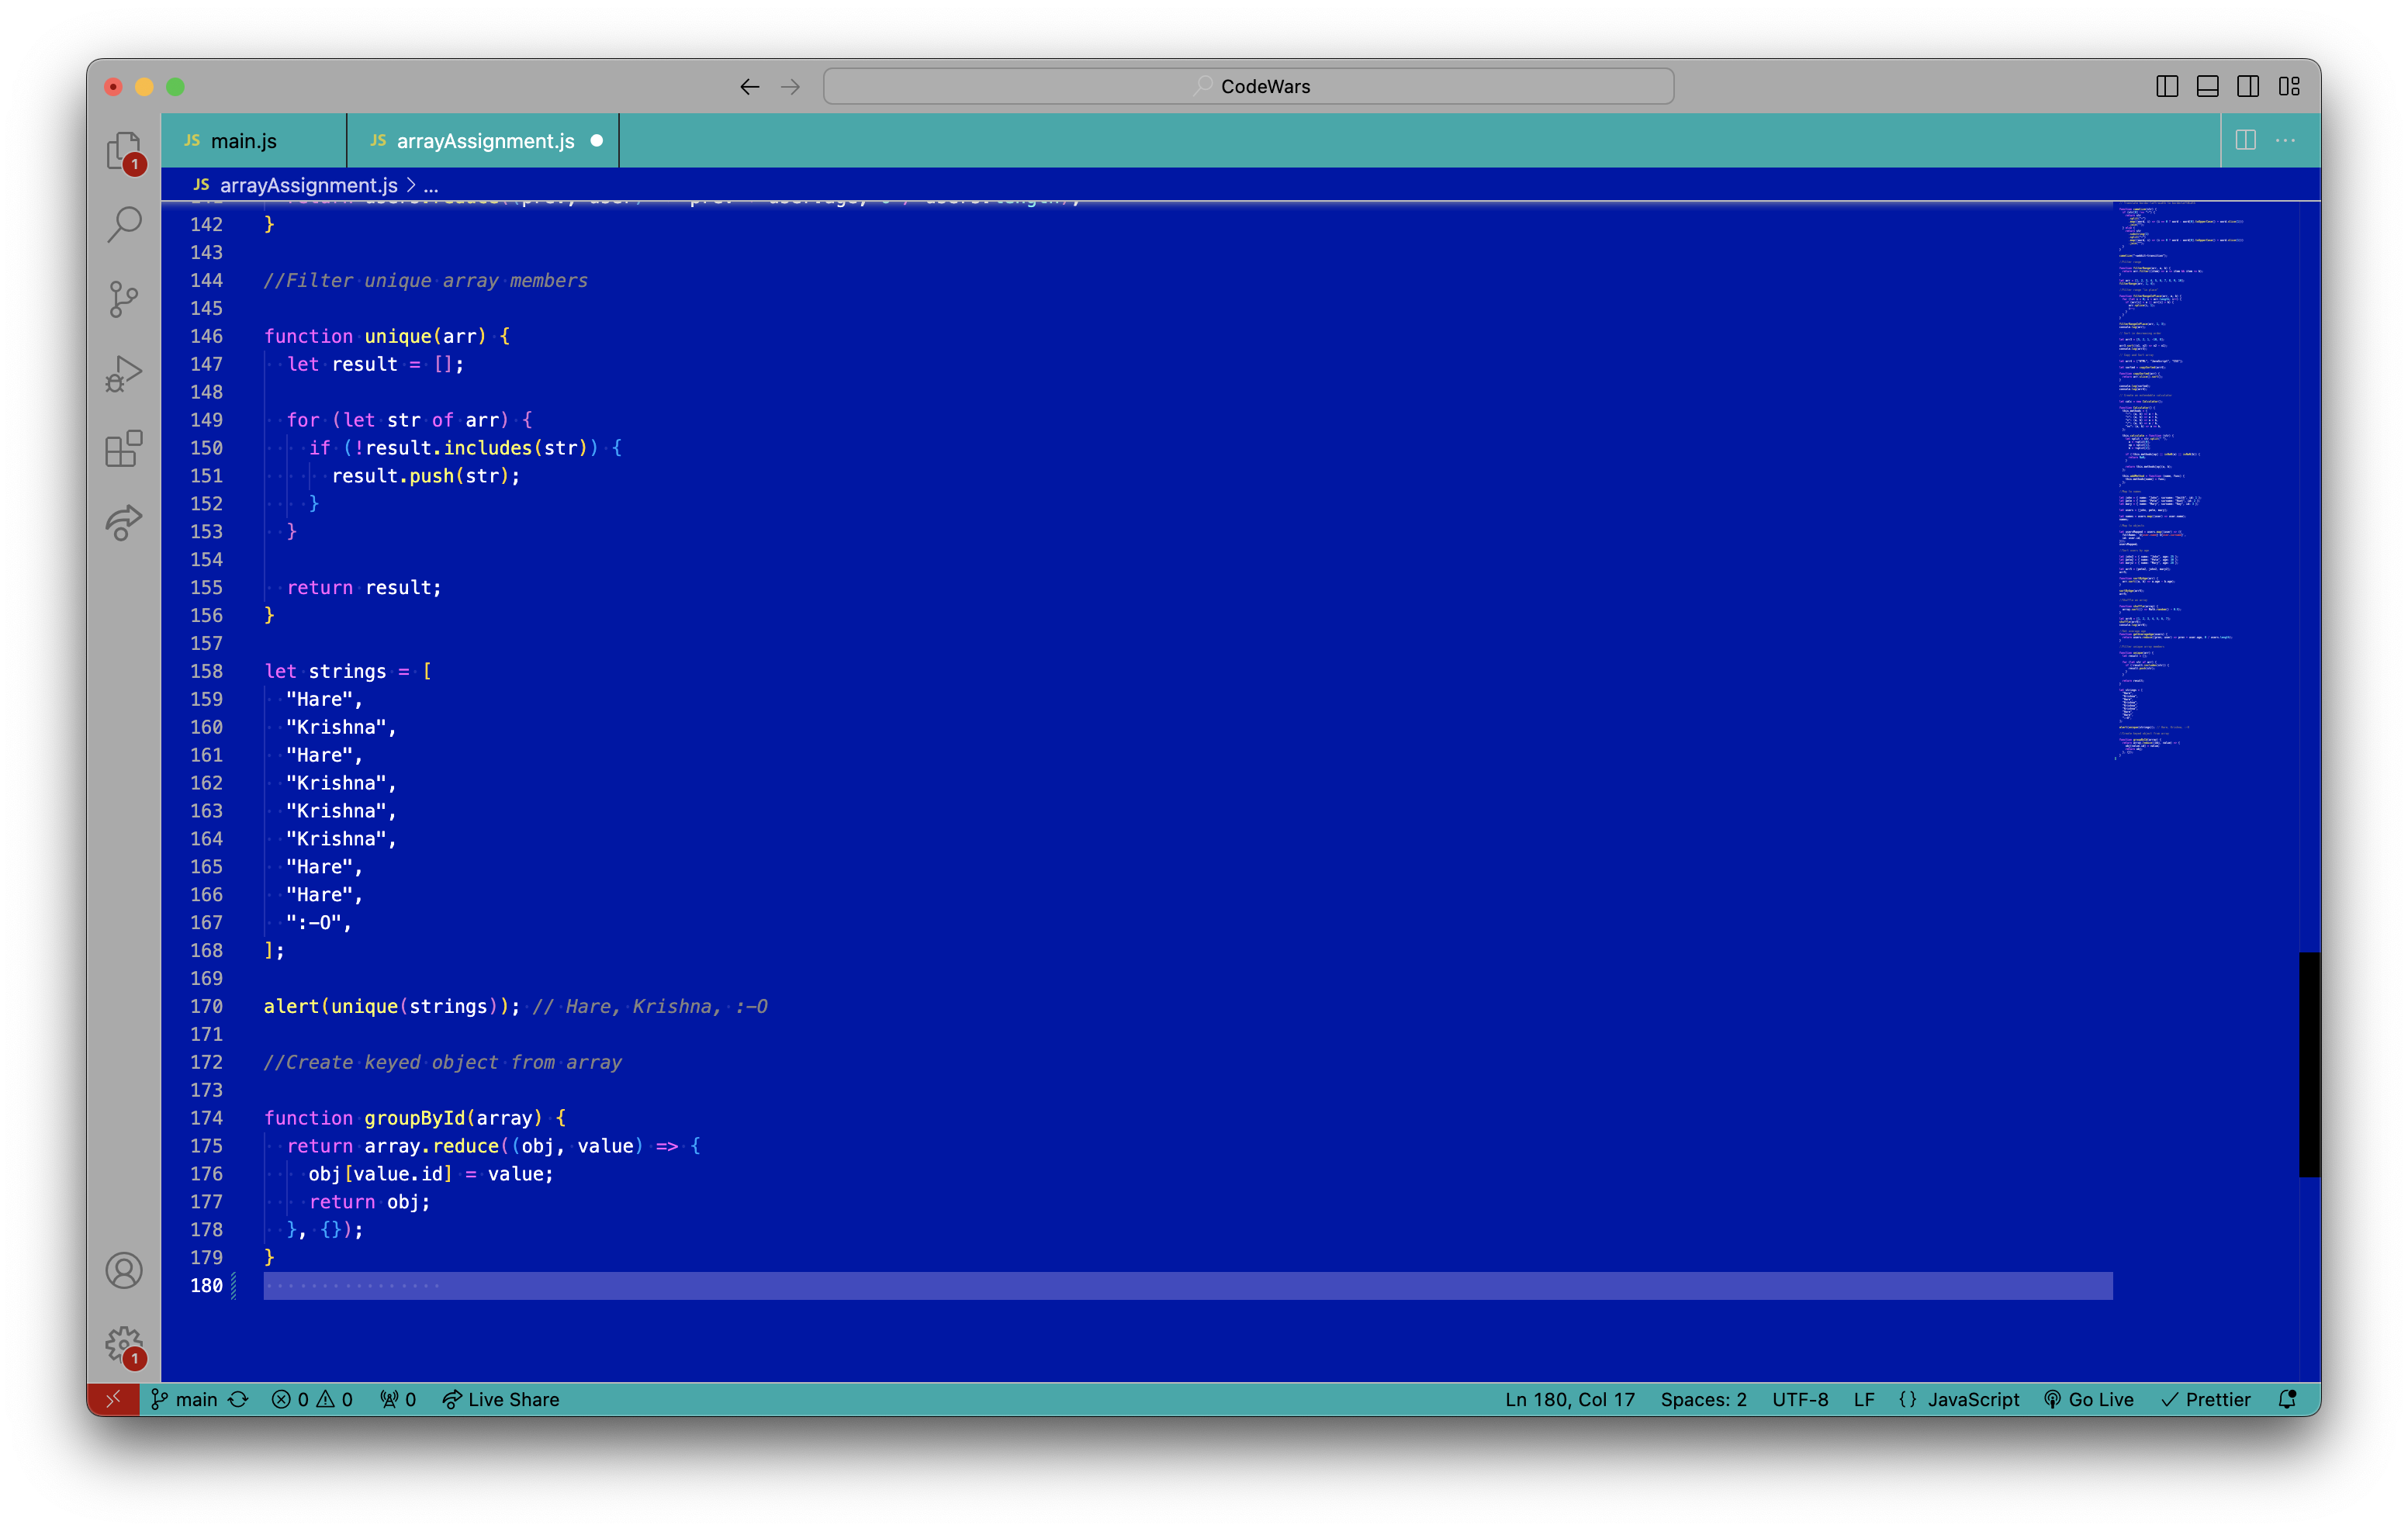 CodeWars
JS main.js
JS arrayAssignment.js
1
JS arrayAssignment.js > ...
142 }
143
144 //Filter unique array members
145
146 function unique(arr) {
147 let result = [];
148
149 for (let str of arr) {
150 if (!result.includes(str)) {
151 result.push(str);
152 }
153 }
154
155 return result;
156 }
157
158 let strings = [
159 "Hare",
160 "Krishna",
161 "Hare",
162 "Krishna",
163 "Krishna",
164 "Krishna",
165 "Hare",
166 "Hare",
167 ":-O",
168 ];
169
170 alert(unique(strings)); // Hare, Krishna, :-O
171
172 //Create keyed object from array
173
174 function groupById(array) {
175 return array.reduce((obj, value) => {
176 obj[value.id] = value;
177 return obj;
178 }, {});
179 }
180
1
main 0 0 0 Live Share Ln 180, Col 17 Spaces: 2 UTF-8 LF {} JavaScript Go Live Prettier